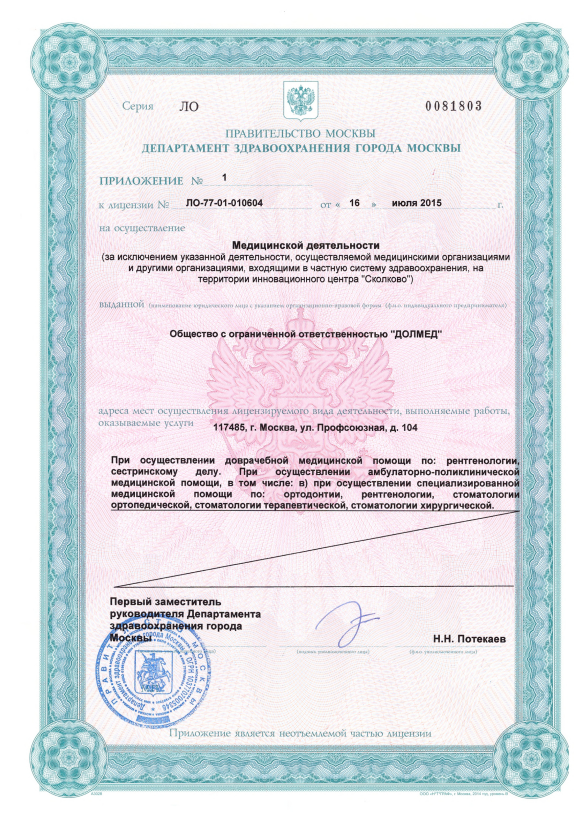 Серия ЛО 0081803
ПРАВИТЕЛЬСТВО МОСКВЫ
ДЕПАРТАМЕНТ ЗДРАВООХРАНЕНИЯ ГОРОДА МОСКВЫ
ПРИЛОЖЕНИЕ № 1
к лицензии № ЛО-77-01-010604 от « 16 » июля 2015 г.
на осуществление
Медицинской деятельности
(за исключением указанной деятельности, осуществляемой медицинскими организациями
и другими организациями, входящими в частную систему здравоохранения, на
территории инновационного центра "Сколково")
выданной (наименование юридического лица с указанием организационно-правовой формы (ф.и.о. индивидуального предпринимателя)
Общество с ограниченной ответственностью "ДОЛМЕД"
адреса мест осуществления лицензируемого вида деятельности, выполняемые работы,
оказываемые услуги 117485, г. Москва, ул. Профсоюзная, д. 104
При осуществлении доврачебной медицинской помощи по: рентгенологии,
сестринскому делу. При осуществлении амбулаторно-поликлинической
медицинской помощи, в том числе: в) при осуществлении специализированной
медицинской помощи по: ортодонтии, рентгенологии, стоматологии
ортопедической, стоматологии терапевтической, стоматологии хирургической.
Первый заместитель
руководителя Департамента
здравоохранения города
Москвы Н.Н. Потекаев
(подпись уполномоченного лица) (ф.и.о. уполномоченного лица)
ПРАВИТЕЛЬСТВО МОСКВЫ
Департамент здравоохранения города Москвы
Приложение является неотъемлемой частью лицензии